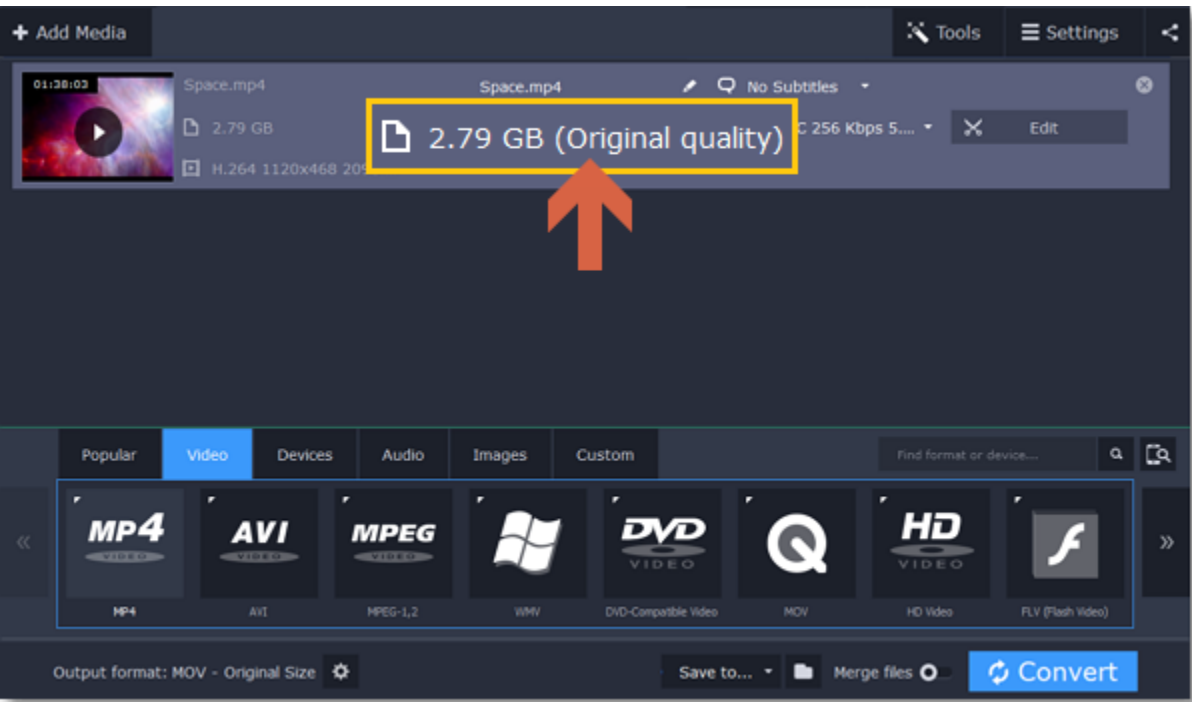 + Add Media
Tools
Settings
01:38:03
Space.mp4
Space.mp4
No Subtitles
2.79 GB
2.79 GB (Original quality)
C 256 Kbps 5....
Edit
H.264 1120x468
Popular
Video
Devices
Audio
Images
Custom
Find format or device....
MP4
VIDEO
AVI
VIDEO
MPEG
VIDEO
DVD
VIDEO
HD
VIDEO
MP4
AVI
MPEG-1,2
WMV
DVD-Compatible Video
MOV
HD Video
FLV (Flash Video)
Output format: MOV - Original Size
Save to...
Merge files
Convert